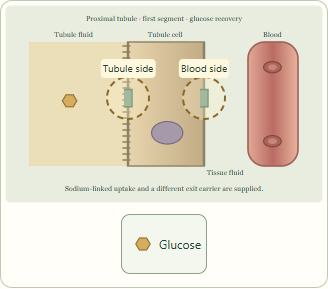 Proximal tubule · first segment · glucose recovery
Tubule fluid
Tubule cell
Blood
Tubule side
Blood side
Tissue fluid
Sodium-linked uptake and a different exit carrier are supplied.
Glucose